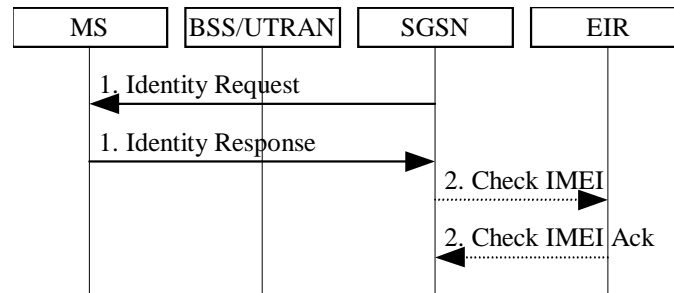 MS BSS/UTRAN SGSN EIR
1. Identity Request
1. Identity Response
2. Check IMEI
2. Check IMEI Ack